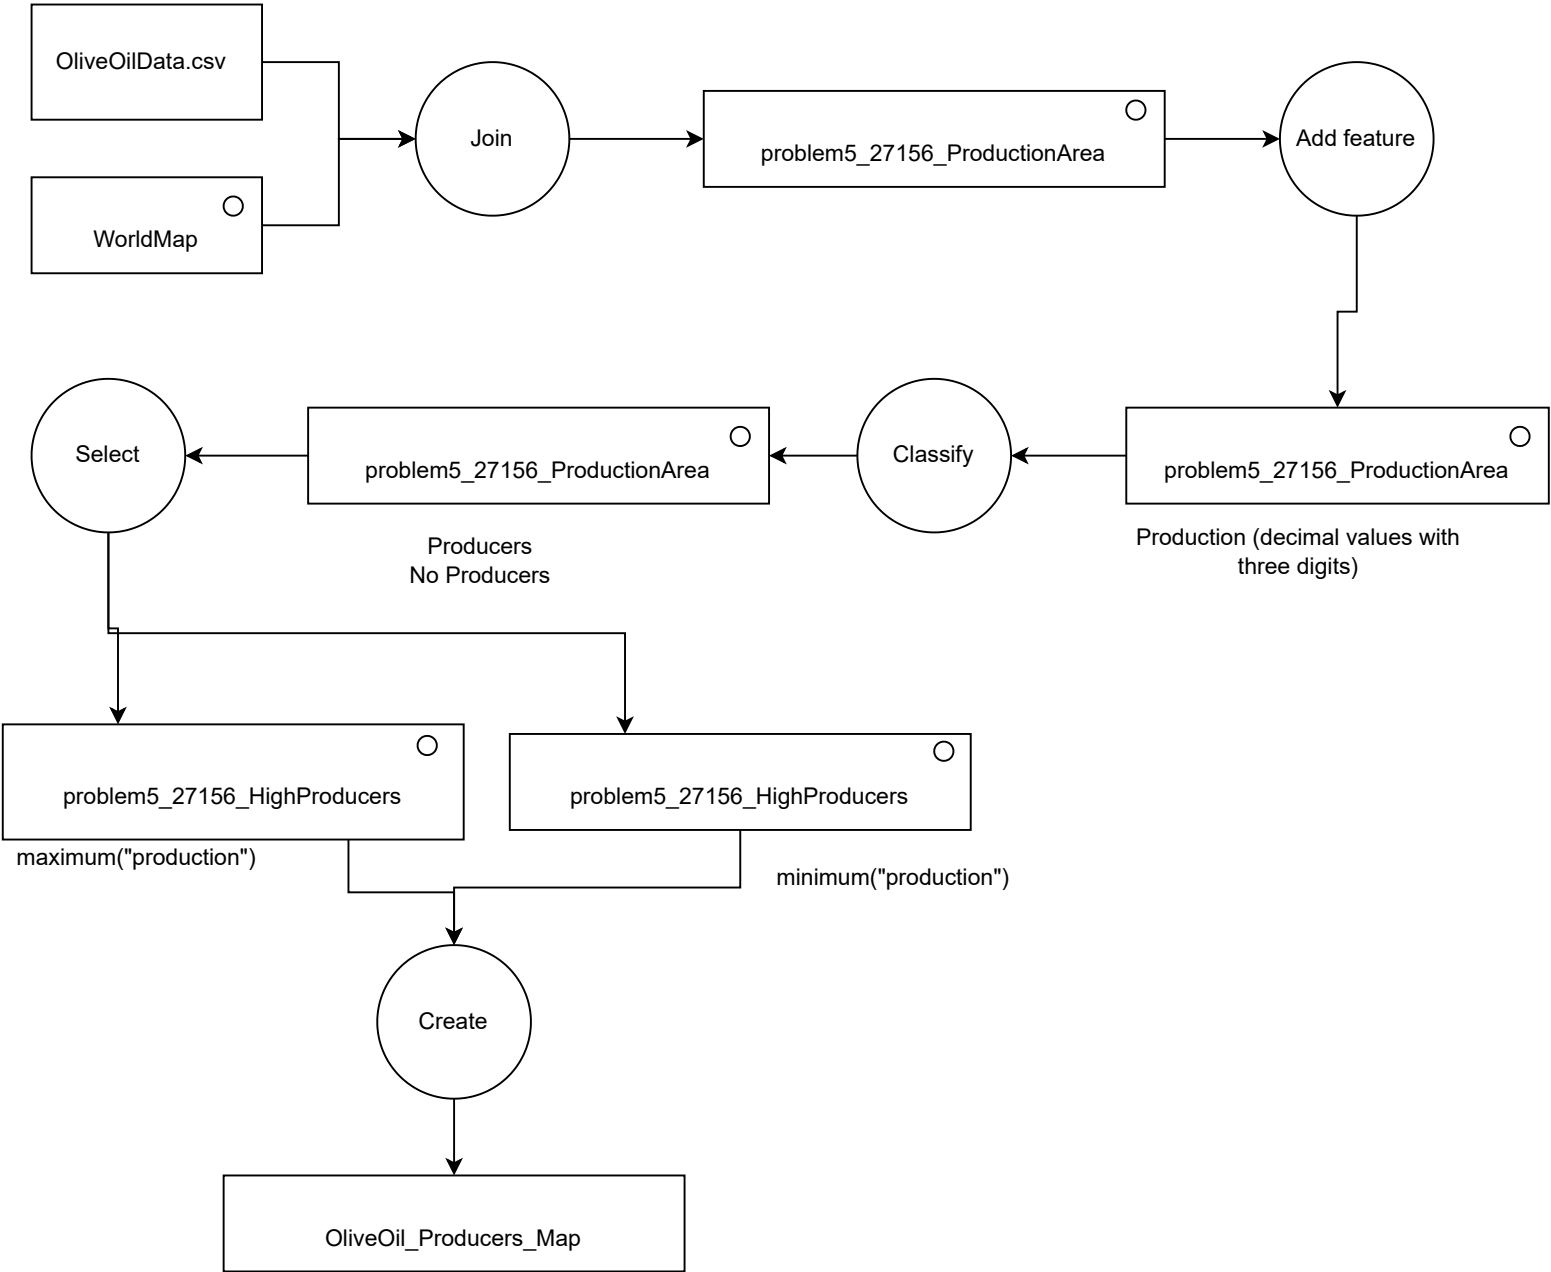 OliveOilData.csv
Join
problem5_27156_ProductionArea
Add feature
WorldMap
Select
problem5_27156_ProductionArea
Classify
problem5_27156_ProductionArea
Producers
No Producers
Production (decimal values with
three digits)
problem5_27156_HighProducers
problem5_27156_HighProducers
maximum("production")
minimum("production")
Create
OliveOil_Producers_Map